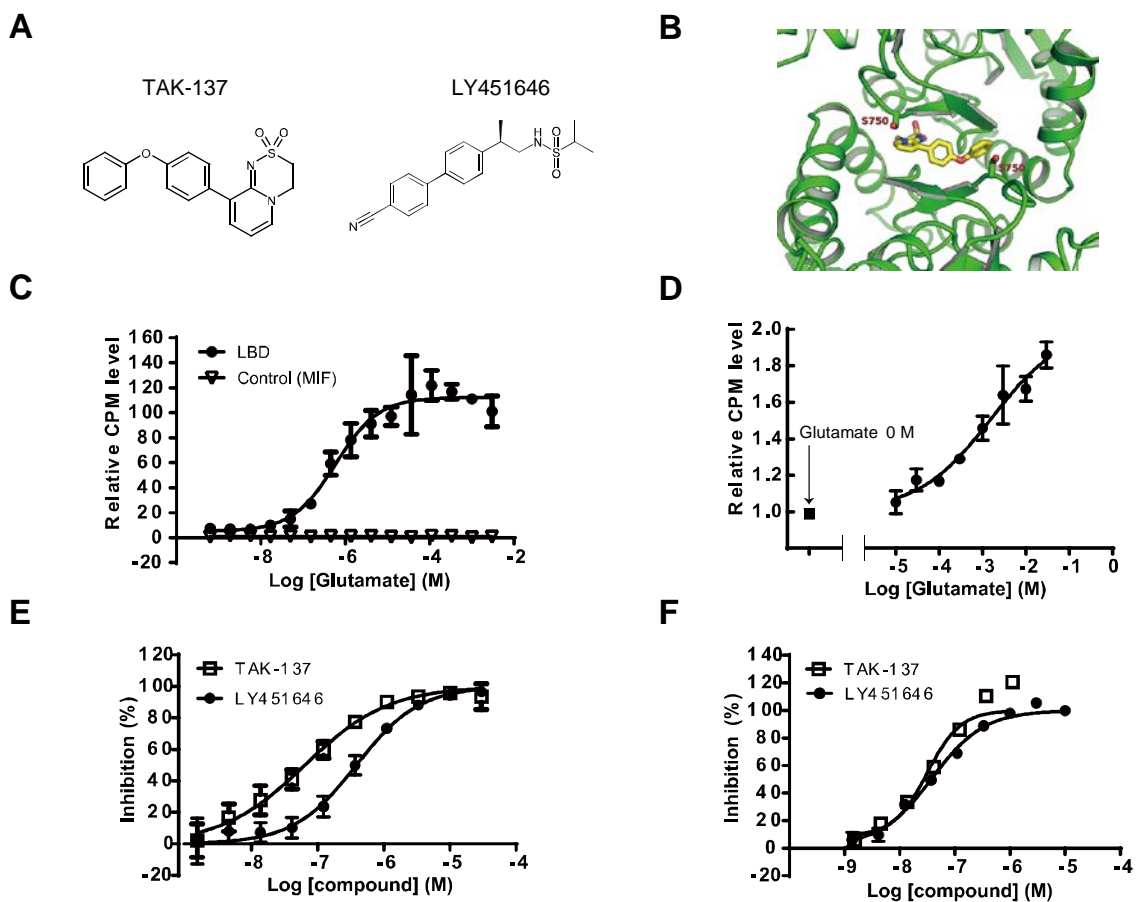 A
B
TAK-137
LY451646
O
O
O
S
N
N
H
N
S
O
O
N
S750
S750
C
D
Relative CPM level
160
140
120
100
80
60
40
20
0
-20
LBD
Control (MIF)
-8
-6
-4
-2
Log [Glutamate] (M)
Relative CPM level
2.0
1.8
1.6
1.4
1.2
1.0
Glutamate 0 M
-5
-4
-3
-2
-1
0
Log [Glutamate] (M)
E
F
Inhibition (%)
120
100
80
60
40
20
0
-20
TAK-137
LY451646
-8
-7
-6
-5
-4
Log [compound] (M)
Inhibition (%)
140
120
100
80
60
40
20
0
-20
TAK-137
LY451646
-9
-8
-7
-6
-5
-4
Log [compound] (M)